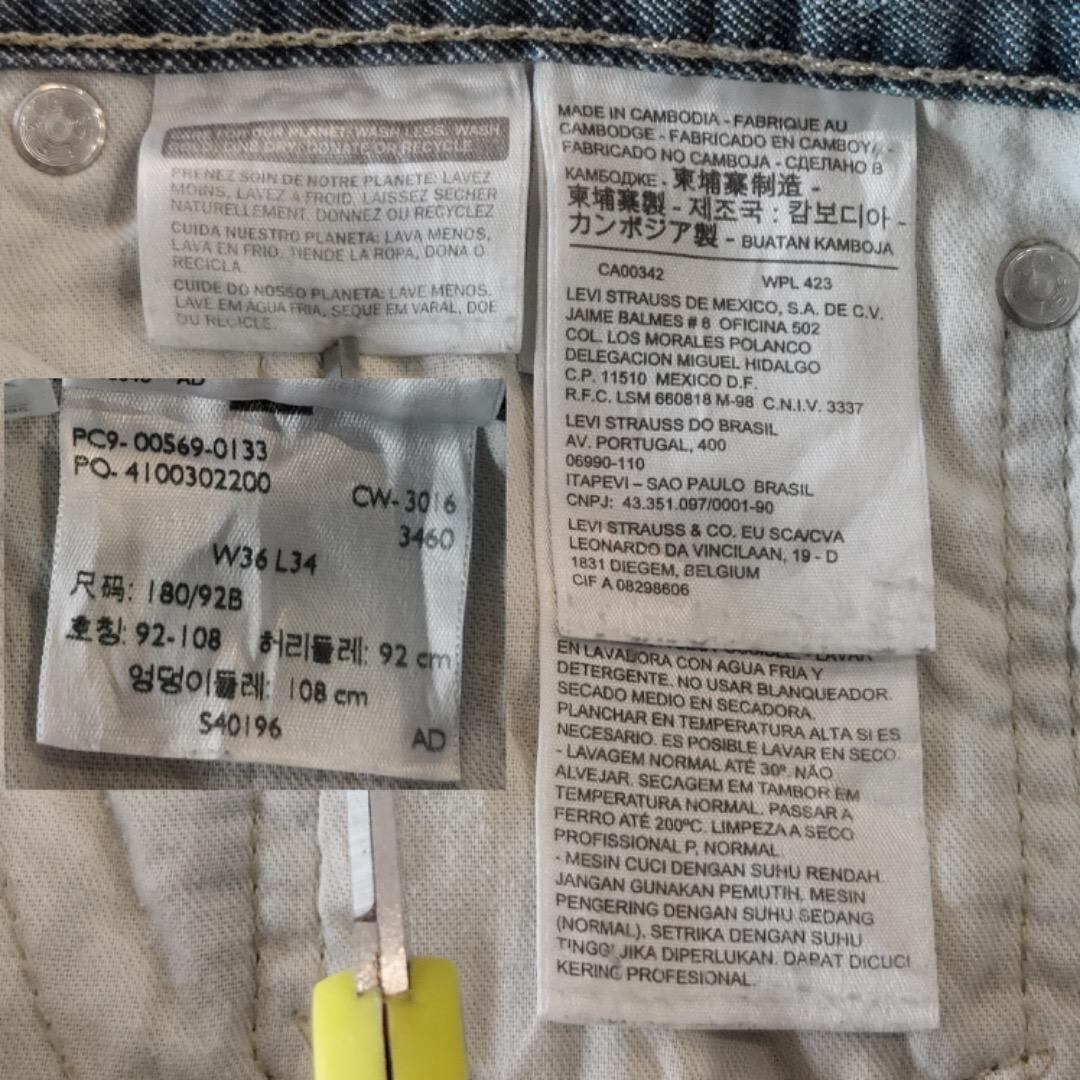 CARE FOR OUR PLANET: WASH LESS, WASH
COLD, LINE DRY, DONATE OR RECYCLE
PRENEZ SOIN DE NOTRE PLANETE: LAVEZ
MOINS, LAVEZ A FROID, LAISSEZ SECHER
NATURELLEMENT. DONNEZ OU RECYCLEZ
CUIDA NUESTRO PLANETA: LAVA MENOS,
LAVA EN FRIO, TIENDE LA ROPA, DONA O
RECICLA.
CUIDE DO NOSSO PLANETA: LAVE MENOS.
LAVE EM AGUA FRIA, SEQUE EM VARAL, DOE
OU RECICLE.
AD
PC9- 00569-0133
PO- 4100302200
CW- 3016
3460
W36 L34
尺码: 180/92B
호칭: 92-108 허리둘레: 92 cm
엉덩이둘레: 108 cm
S40196
AD
MADE IN CAMBODIA - FABRIQUE AU
CAMBODGE - FABRICADO EN CAMBOYA -
FABRICADO NO CAMBOJA - СДЕЛАНО В
КАМБОДЖЕ - 柬埔寨制造 -
柬埔寨製 - 제조국 : 캄보디아 -
カンボジア製 - BUATAN KAMBOJA
CA00342 WPL 423
LEVI STRAUSS DE MEXICO, S.A. DE C.V.
JAIME BALMES # 8 OFICINA 502
COL. LOS MORALES POLANCO
DELEGACION MIGUEL HIDALGO
C.P. 11510 MEXICO D.F.
R.F.C. LSM 660818 M-98 C.N.I.V. 3337
LEVI STRAUSS DO BRASIL
AV. PORTUGAL, 400
06990-110
ITAPEVI – SAO PAULO BRASIL
CNPJ: 43.351.097/0001-90
LEVI STRAUSS & CO. EU SCA/CVA
LEONARDO DA VINCILAAN, 19 - D
1831 DIEGEM, BELGIUM
CIF A 08298606
LAVAR
EN LAVADORA CON AGUA FRIA Y
DETERGENTE. NO USAR BLANQUEADOR.
SECADO MEDIO EN SECADORA.
PLANCHAR EN TEMPERATURA ALTA SI ES
NECESARIO. ES POSIBLE LAVAR EN SECO.
- LAVAGEM NORMAL ATÉ 30º. NÃO
ALVEJAR. SECAGEM EM TAMBOR EM
TEMPERATURA NORMAL. PASSAR A
FERRO ATÉ 200ºC. LIMPEZA A SECO
PROFISSIONAL P, NORMAL.
- MESIN CUCI DENGAN SUHU RENDAH.
JANGAN GUNAKAN PEMUTIH. MESIN
PENGERING DENGAN SUHU SEDANG
(NORMAL). SETRIKA DENGAN SUHU
TINGGI JIKA DIPERLUKAN. DAPAT DICUCI
KERING PROFESIONAL.